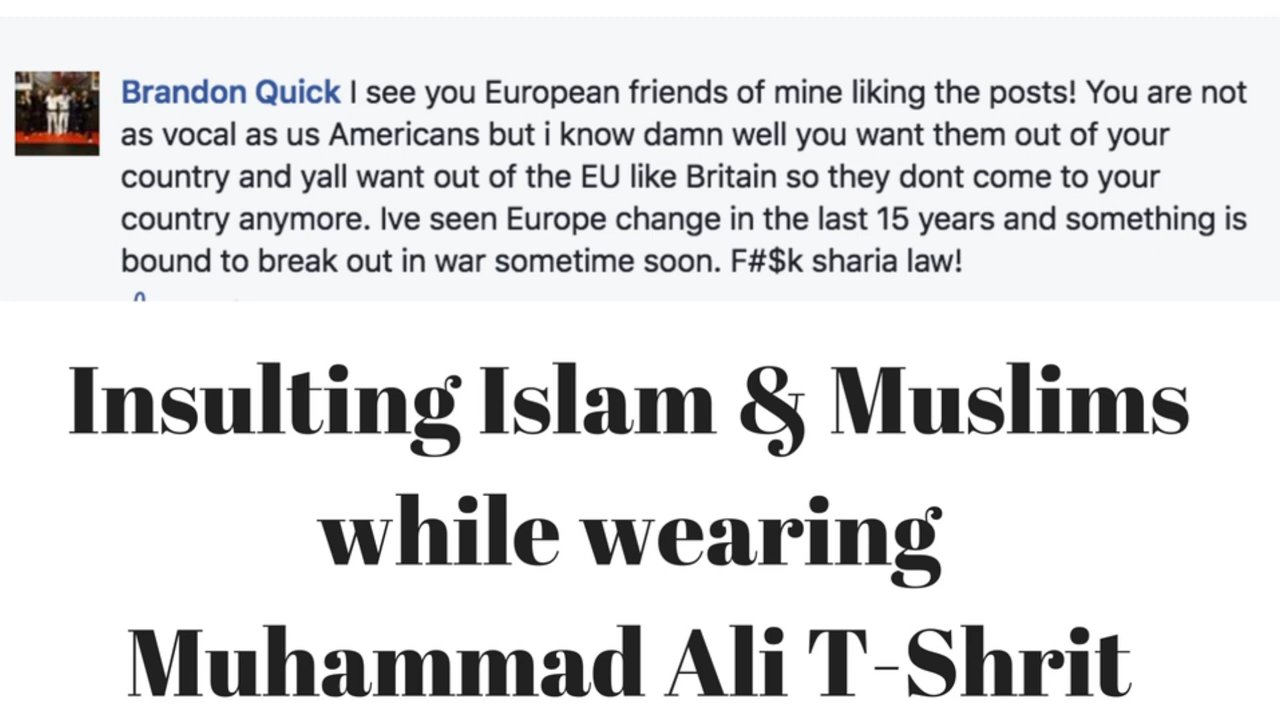 Brandon Quick I see you European friends of mine liking the posts! You are not
as vocal as us Americans but i know damn well you want them out of your
country and yall want out of the EU like Britain so they dont come to your
country anymore. Ive seen Europe change in the last 15 years and something is
bound to break out in war sometime soon. F#$k sharia law!
Insulting Islam & Muslims
while wearing
Muhammad Ali T-Shrit